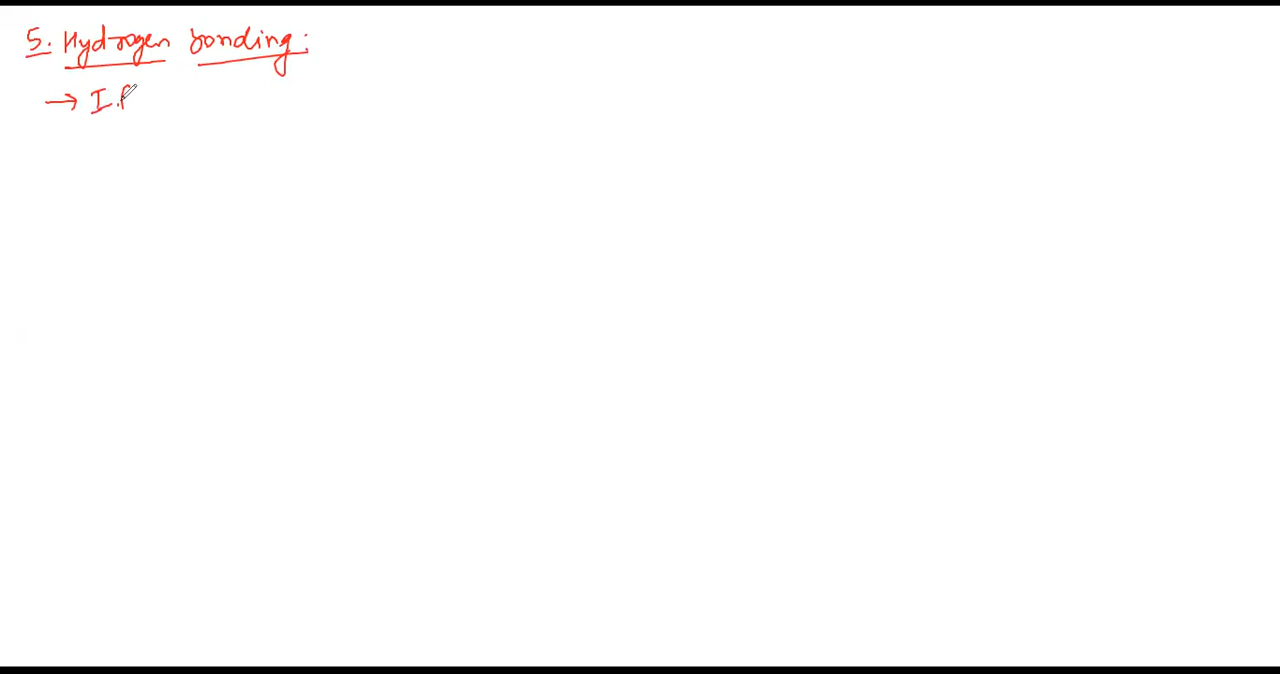 5. Hydrogen bonding:
→ I.P